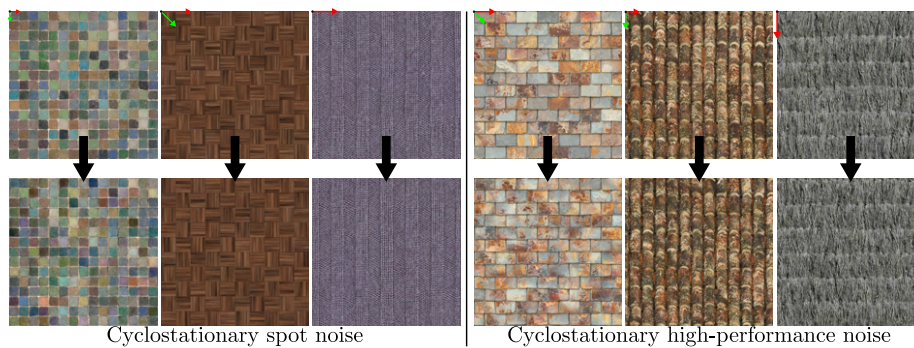 Cyclostationary spot noise
Cyclostationary high-performance noise